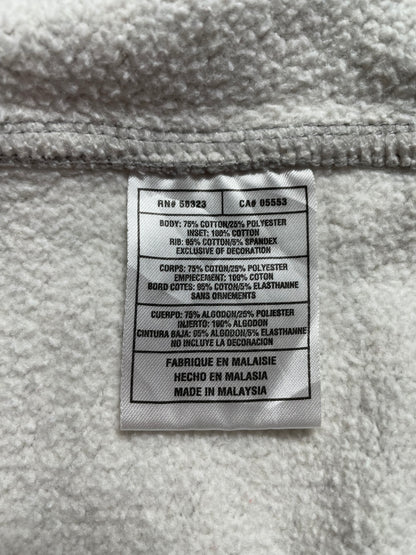 RN# 58323 CA# 05553
BODY: 75% COTTON/25% POLYESTER
INSET: 100% COTTON
RIB: 95% COTTON/5% SPANDEX
EXCLUSIVE OF DECORATION
CORPS: 75% COTON/25% POLYESTER
EMPIECEMENT: 100% COTON
BORD COTES: 95% COTON/5% ELASTHANNE
SANS ORNEMENTS
CUERPO: 75% ALGODON/25% POLIESTER
INJERTO: 100% ALGODON
CINTURA BAJA: 95% ALGODON/5% ELASTHANNE
NO INCLUYE LA DECORACION
FABRIQUE EN MALAISIE
HECHO EN MALASIA
MADE IN MALAYSIA